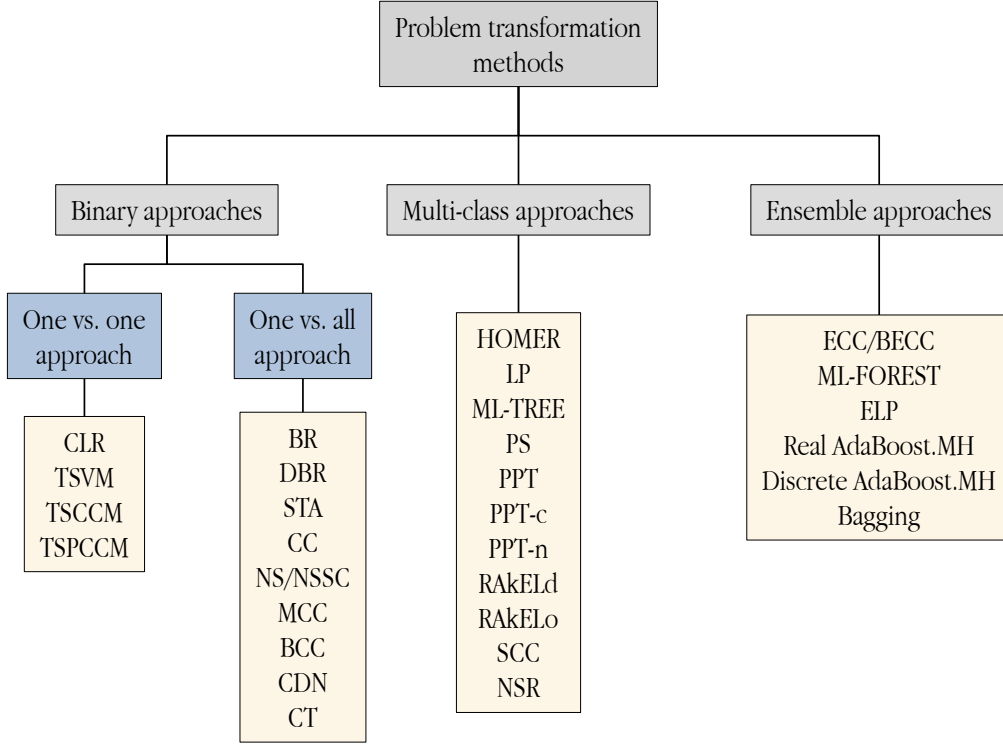 Problem transformation
methods
Binary approaches
Multi-class approaches
Ensemble approaches
One vs. one
approach
One vs. all
approach
CLR
TSVM
TSCCM
TSPCCM
BR
DBR
STA
CC
NS/NSSC
MCC
BCC
CDN
CT
HOMER
LP
ML-TREE
PS
PPT
PPT-c
PPT-n
RAkELd
RAkELo
SCC
NSR
ECC/BECC
ML-FOREST
ELP
Real AdaBoost.MH
Discrete AdaBoost.MH
Bagging